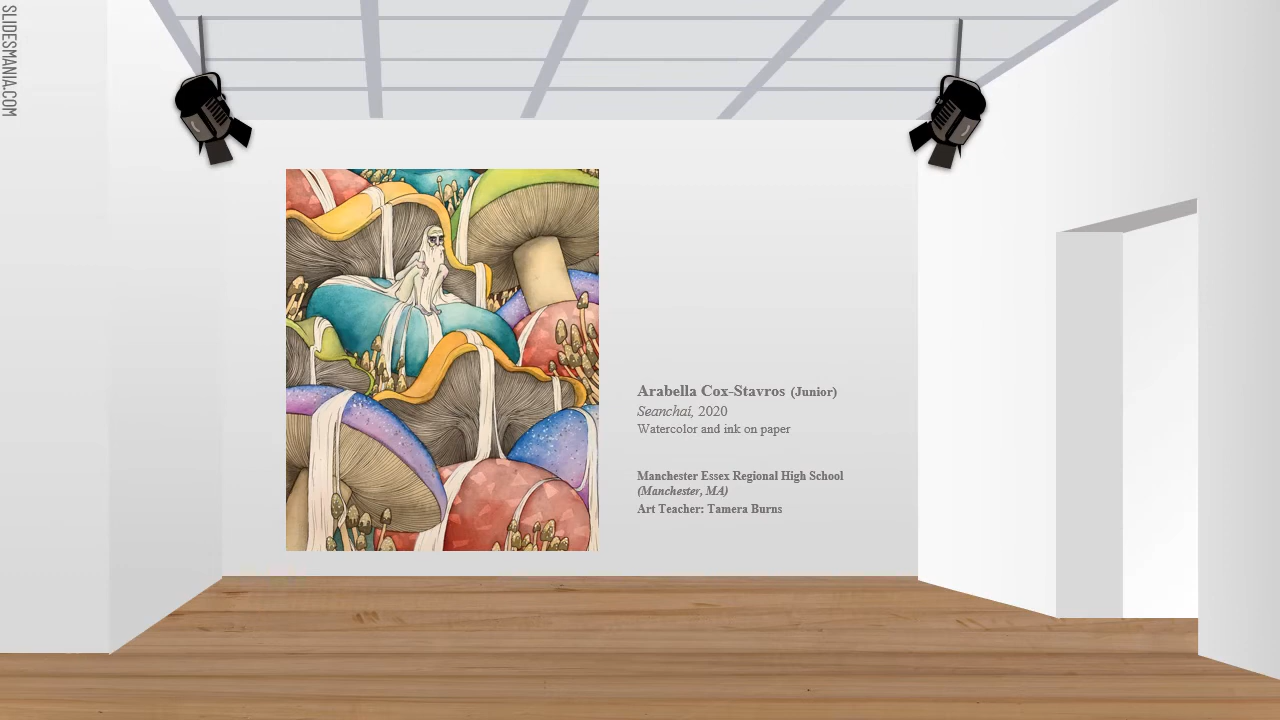 SLIDESMANIA.COM
Arabella Cox-Stavros (Junior)
Seanchai, 2020
Watercolor and ink on paper
Manchester Essex Regional High School
(Manchester, MA)
Art Teacher: Tamera Burns